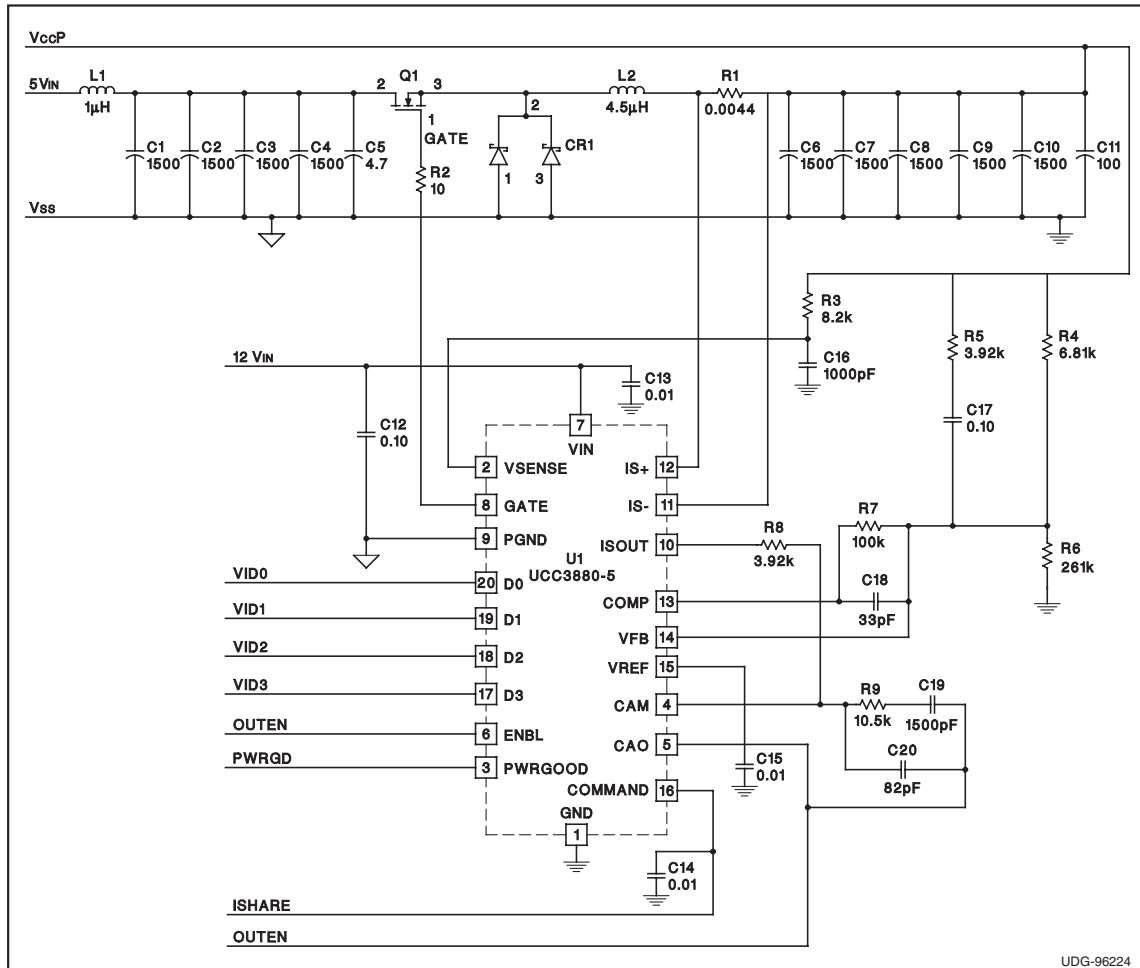 VCCP
5VIN
L1
1μH
2
Q1
3
1
GATE
R2
10
L2
4.5μH
R1
0.0044
2
1
3
CR1
C1
1500
C2
1500
C3
1500
C4
1500
C5
4.7
C6
1500
C7
1500
C8
1500
C9
1500
C10
1500
C11
100
VSS
R3
8.2k
C16
1000pF
R5
3.92k
R4
6.81k
C17
0.10
12 VIN
C13
0.01
C12
0.10
7
VIN
2 VSENSE
IS+ 12
8 GATE
IS- 11
9 PGND
ISOUT 10
R8
3.92k
R7
100k
R6
261k
U1
UCC3880-5
VID0
20 D0
COMP 13
C18
33pF
VID1
19 D1
VFB 14
VID2
18 D2
VREF 15
VID3
17 D3
CAM 4
R9
10.5k
C19
1500pF
OUTEN
6 ENBL
CAO 5
C20
82pF
PWRGD
3 PWRGOOD
C15
0.01
COMMAND 16
GND
1
C14
0.01
ISHARE
OUTEN
UDG-96224